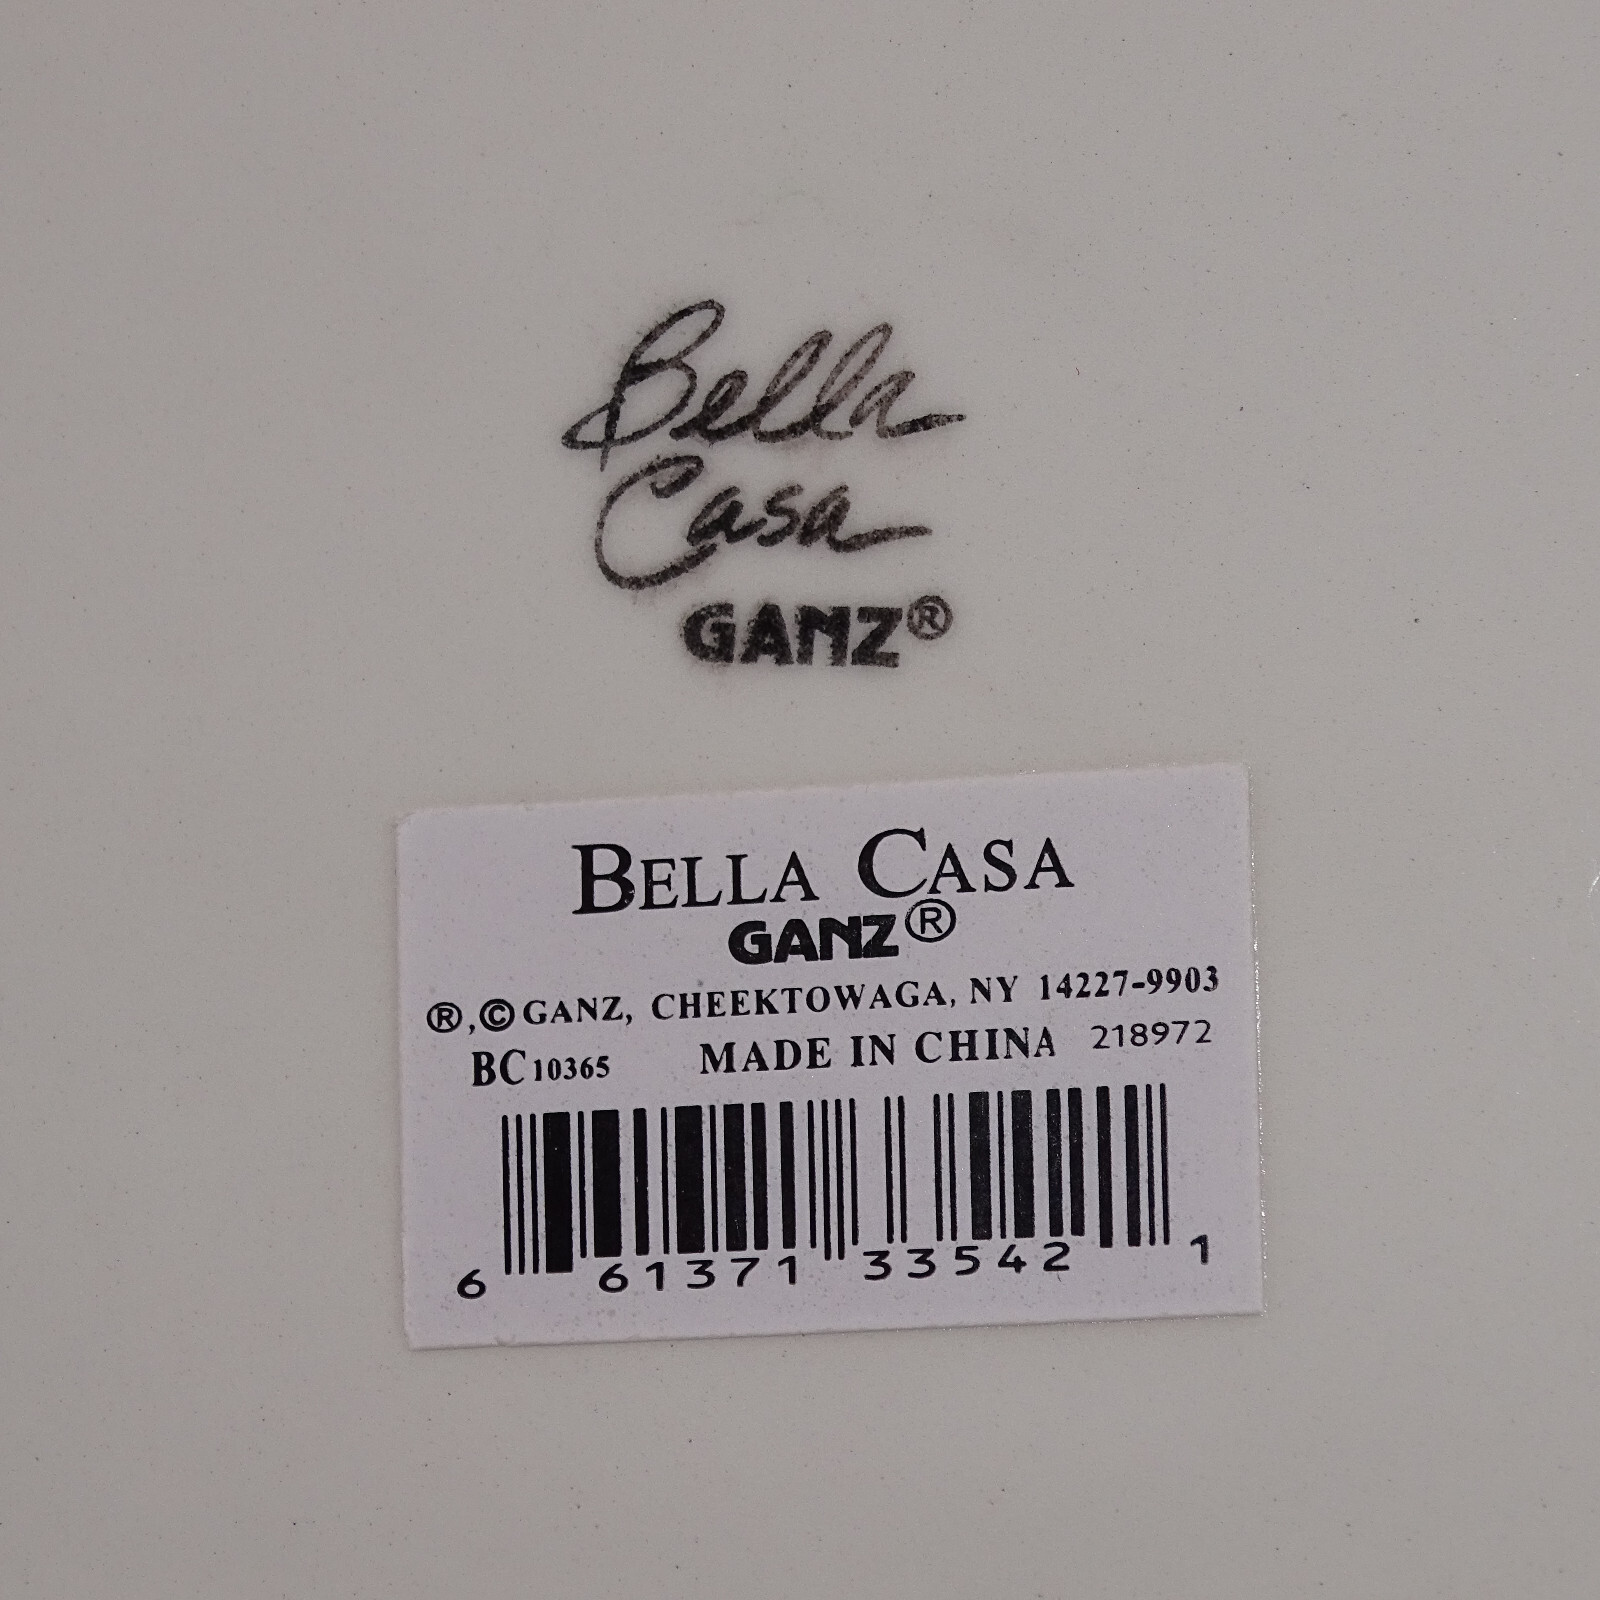 Bella
Casa
GANZ®
BELLA CASA
GANZ®
®,©GANZ, CHEEKTOWAGA, NY 14227-9903
BC10365 MADE IN CHINA 218972
6 61371 33542 1